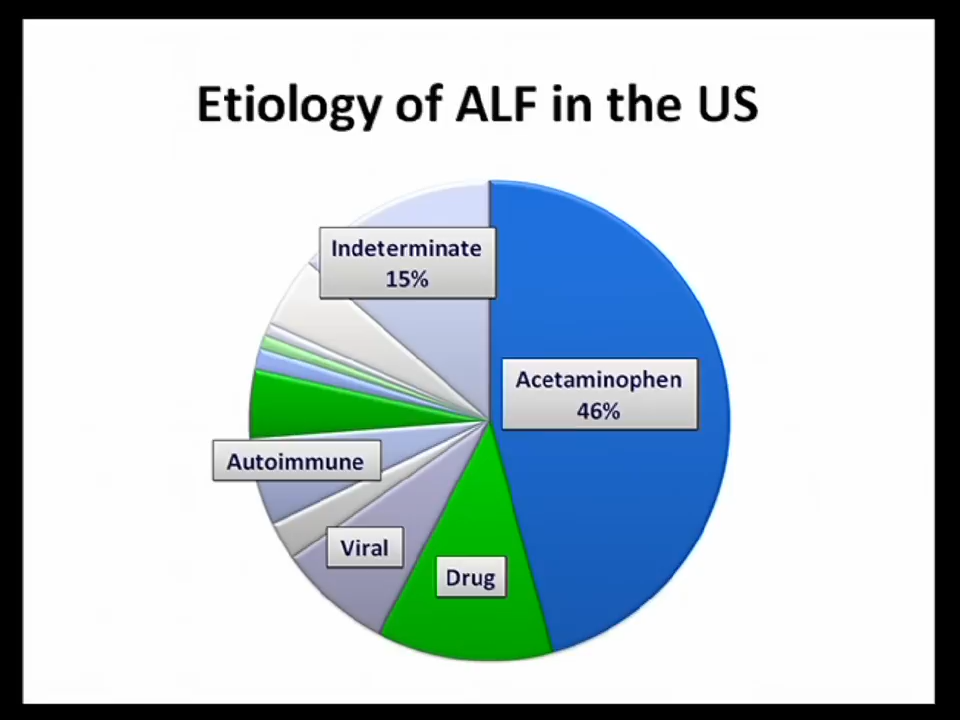 Etiology of ALF in the US
Indeterminate
15%
Acetaminophen
46%
Autoimmune
Viral
Drug